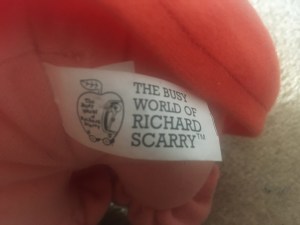 THE BUSY
WORLD OF
RICHARD
SCARRY™